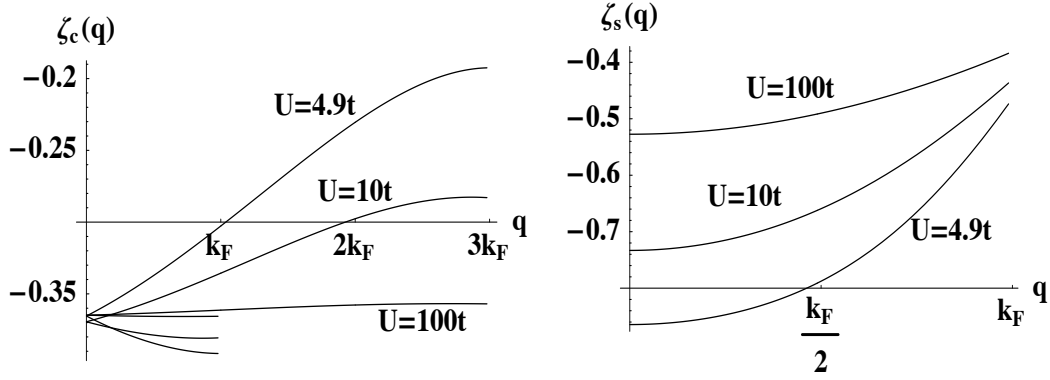 ζc(q)
−0.2
−0.25
−0.35
U=4.9t
U=10t
U=100t
kF
2kF
3kF
q
ζs(q)
−0.4
−0.5
−0.6
−0.7
U=100t
U=10t
U=4.9t
q
kF
2
kF